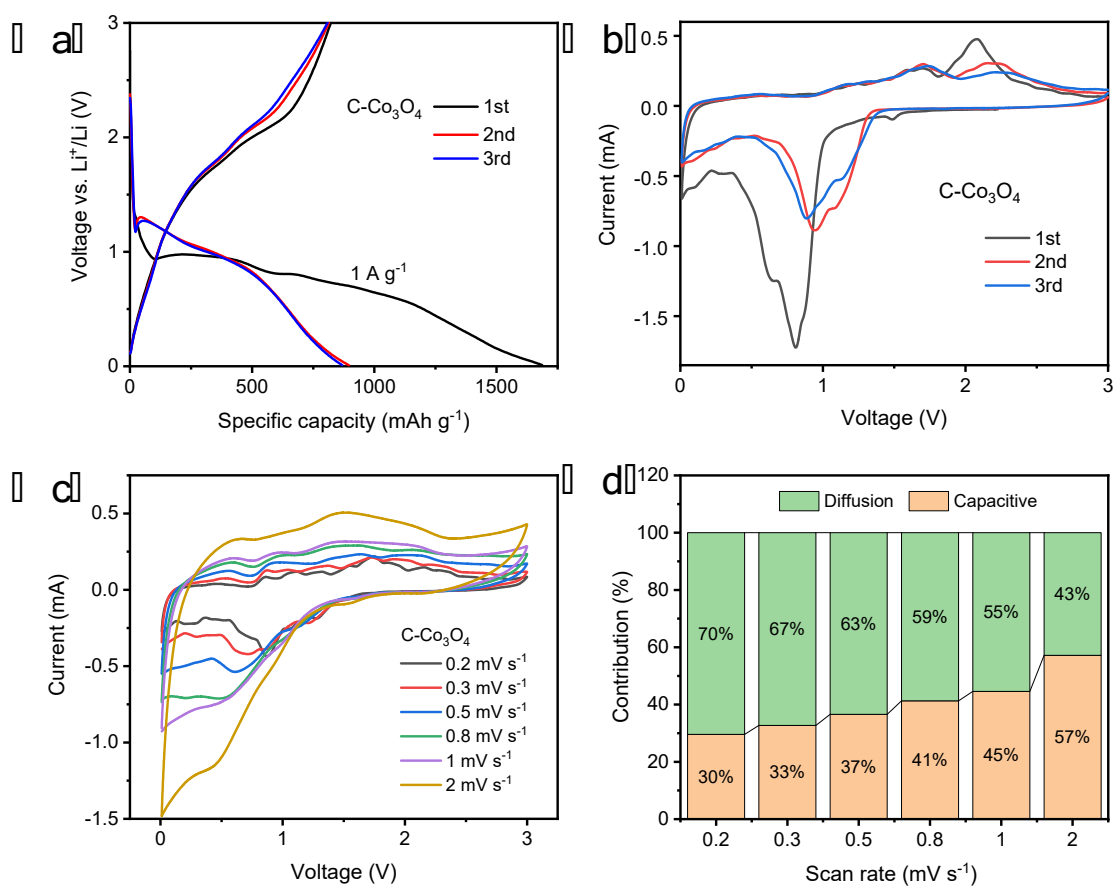 a
3
2
1
0
Voltage vs. Li⁺/Li (V)
C-Co₃O₄
1st
2nd
3rd
1 A g⁻¹
0 500 1000 1500
Specific capacity (mAh g⁻¹)
b
0.5
0.0
-0.5
-1.0
-1.5
Current (mA)
C-Co₃O₄
1st
2nd
3rd
0 1 2 3
Voltage (V)
c
0.5
0.0
-0.5
-1.0
-1.5
Current (mA)
C-Co₃O₄
0.2 mV s⁻¹
0.3 mV s⁻¹
0.5 mV s⁻¹
0.8 mV s⁻¹
1 mV s⁻¹
2 mV s⁻¹
0 1 2 3
Voltage (V)
d
120
100
80
60
40
20
0
Contribution (%)
Diffusion Capacitive
70% 67% 63% 59% 55% 43%
30% 33% 37% 41% 45% 57%
0.2 0.3 0.5 0.8 1 2
Scan rate (mV s⁻¹)